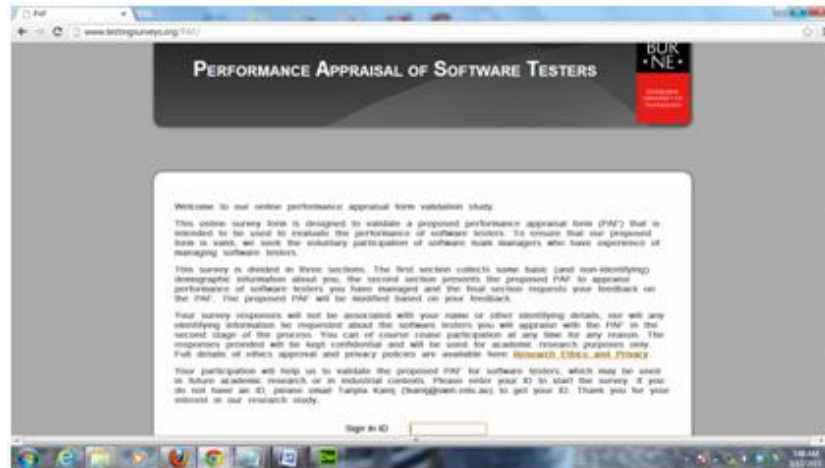 PAF
www.testingsurveys.org/PAF/
PERFORMANCE APPRAISAL OF SOFTWARE TESTERS
BUR
• NE •
SWINBURNE
UNIVERSITY OF
TECHNOLOGY
Welcome to our online performance appraisal form validation study.
This online survey form is designed to validate a proposed performance appraisal form (PAF) that is
intended to be used to evaluate the performance of software testers. To ensure that our proposed
form is valid, we seek the voluntary participation of software team managers who have experience of
managing software testers.
This survey is divided in three sections. The first section collects some basic (and non-identifying)
demographic information about you, the second section presents the proposed PAF to appraise
performance of software testers you have managed and the final section requests your feedback on
the PAF. The proposed PAF will be modified based on your feedback.
Your survey responses will not be associated with your name or other identifying details, nor will any
identifying information be requested about the software testers you will appraise with the PAF in the
second stage of the process. You can of course cease participation at any time for any reason. The
responses provided will be kept confidential and will be used for academic research purposes only.
Full details of ethics approval and privacy policies are available here Research Ethics and Privacy
Your participation will help us to validate the proposed PAF for software testers, which may be used
in future academic research or in industrial contexts. Please enter your ID to start the survey. If you
do not have an ID, please email Tanjila Kanij (tkanij@swin.edu.au) to get your ID. Thank you for your
interest in our research study.
Sign in ID